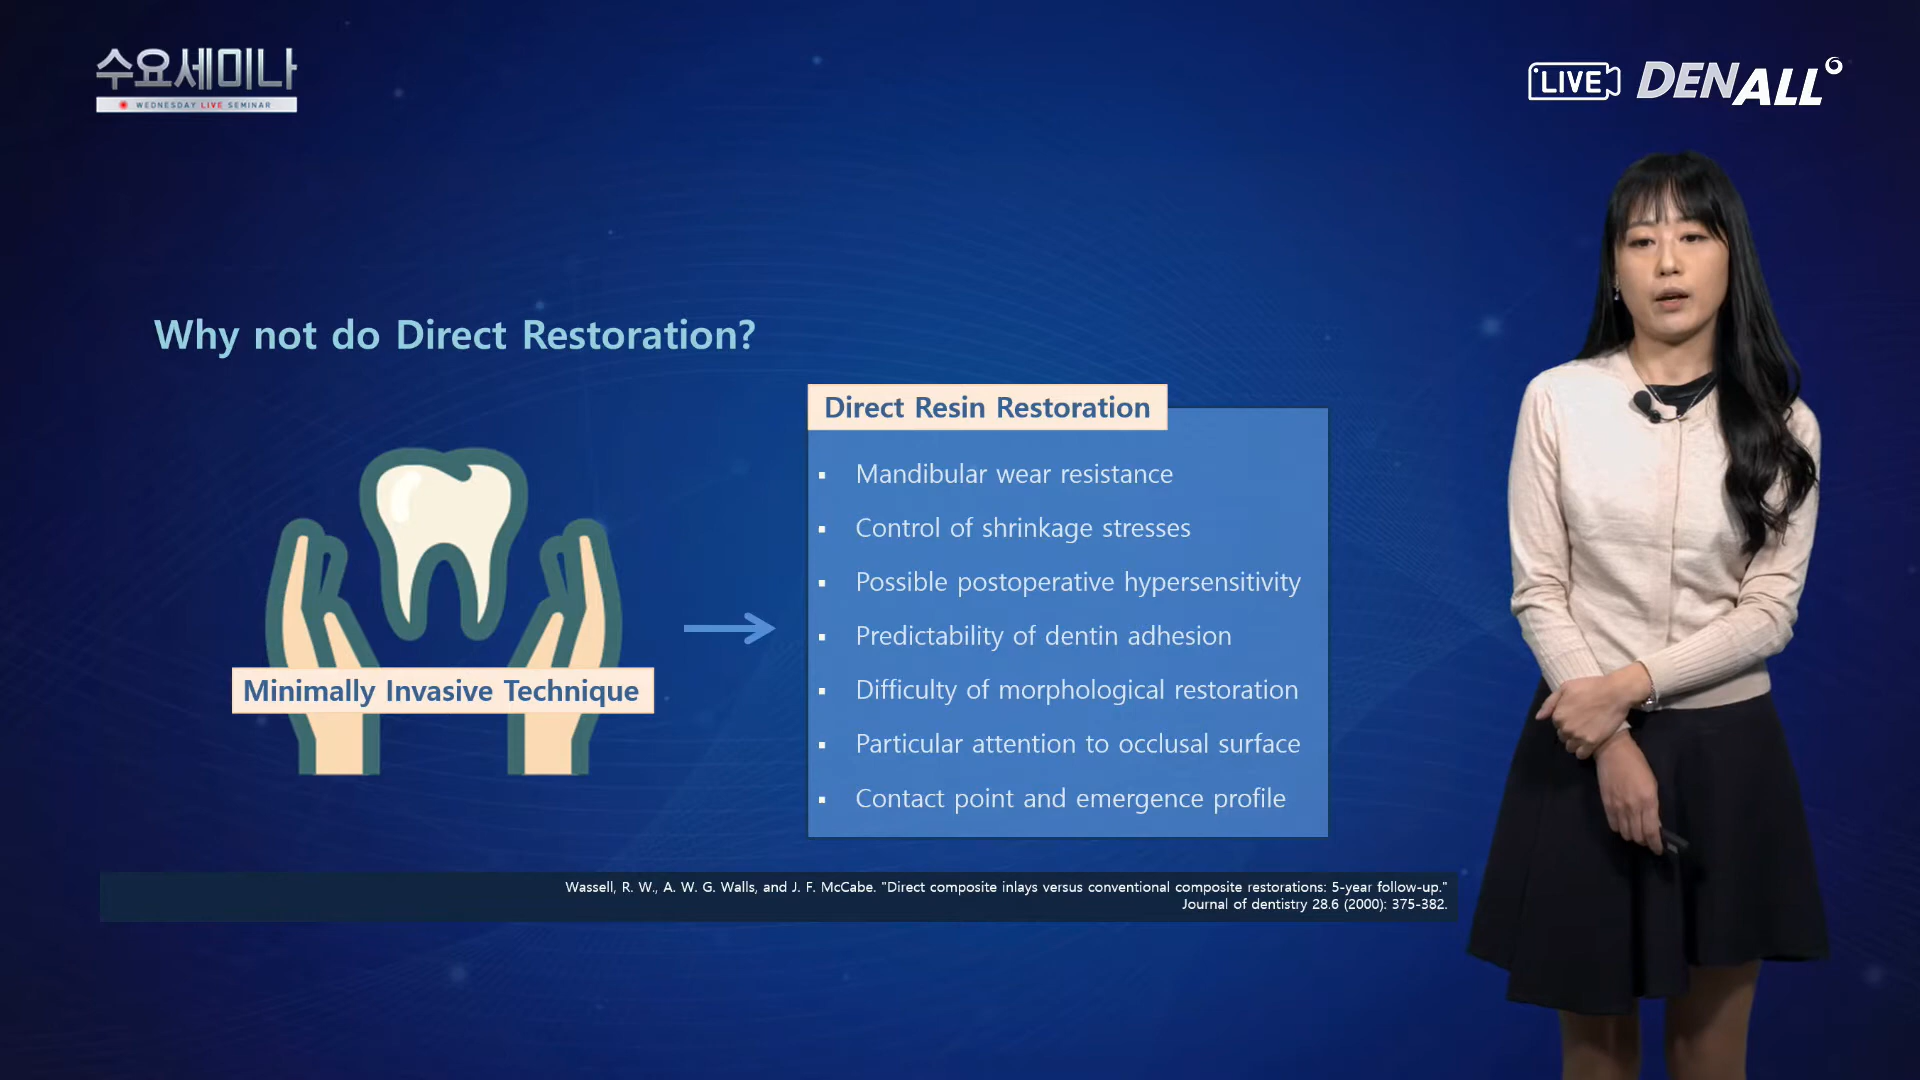 수요세미나
WEDNESDAY LIVE SEMINAR
LIVE DENALL
Why not do Direct Restoration?
Minimally Invasive Technique
Direct Resin Restoration
▪ Mandibular wear resistance
▪ Control of shrinkage stresses
▪ Possible postoperative hypersensitivity
▪ Predictability of dentin adhesion
▪ Difficulty of morphological restoration
▪ Particular attention to occlusal surface
▪ Contact point and emergence profile
Wassell, R. W., A. W. G. Walls, and J. F. McCabe. "Direct composite inlays versus conventional composite restorations: 5-year follow-up."
Journal of dentistry 28.6 (2000): 375-382.